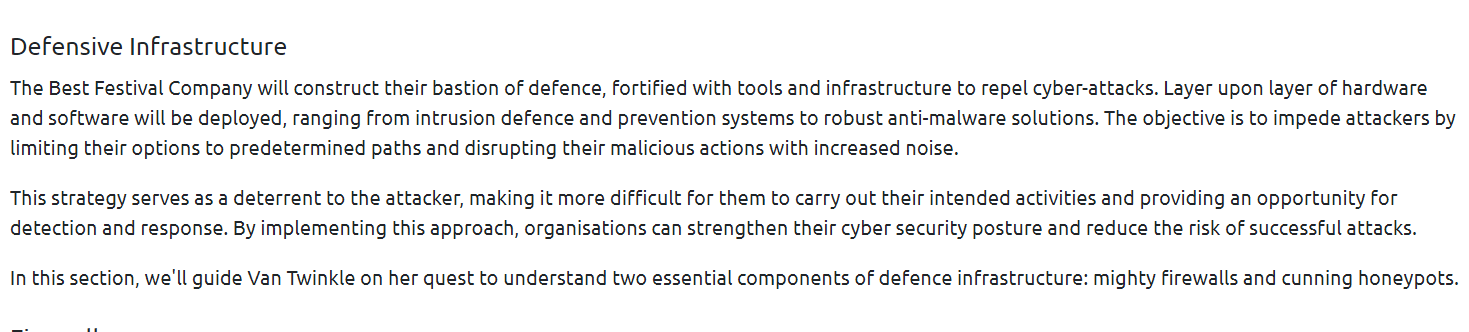 Defensive Infrastructure
The Best Festival Company will construct their bastion of defence, fortified with tools and infrastructure to repel cyber-attacks. Layer upon layer of hardware
and software will be deployed, ranging from intrusion defence and prevention systems to robust anti-malware solutions. The objective is to impede attackers by
limiting their options to predetermined paths and disrupting their malicious actions with increased noise.
This strategy serves as a deterrent to the attacker, making it more difficult for them to carry out their intended activities and providing an opportunity for
detection and response. By implementing this approach, organisations can strengthen their cyber security posture and reduce the risk of successful attacks.
In this section, we'll guide Van Twinkle on her quest to understand two essential components of defence infrastructure: mighty firewalls and cunning honeypots.